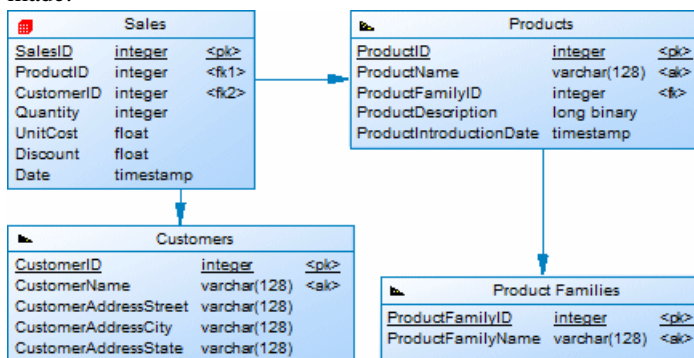 made.
Sales
SalesID integer <pk>
ProductID integer <fk1>
CustomerID integer <fk2>
Quantity integer
UnitCost float
Discount float
Date timestamp
Products
ProductID integer <pk>
ProductName varchar(128) <ak>
ProductFamilyID integer <fk>
ProductDescription long binary
ProductIntroductionDate timestamp
Customers
CustomerID integer <pk>
CustomerName varchar(128) <ak>
CustomerAddressStreet varchar(128)
CustomerAddressCity varchar(128)
CustomerAddressState varchar(128)
Product Families
ProductFamilyID integer <pk>
ProductFamilyName varchar(128) <ak>